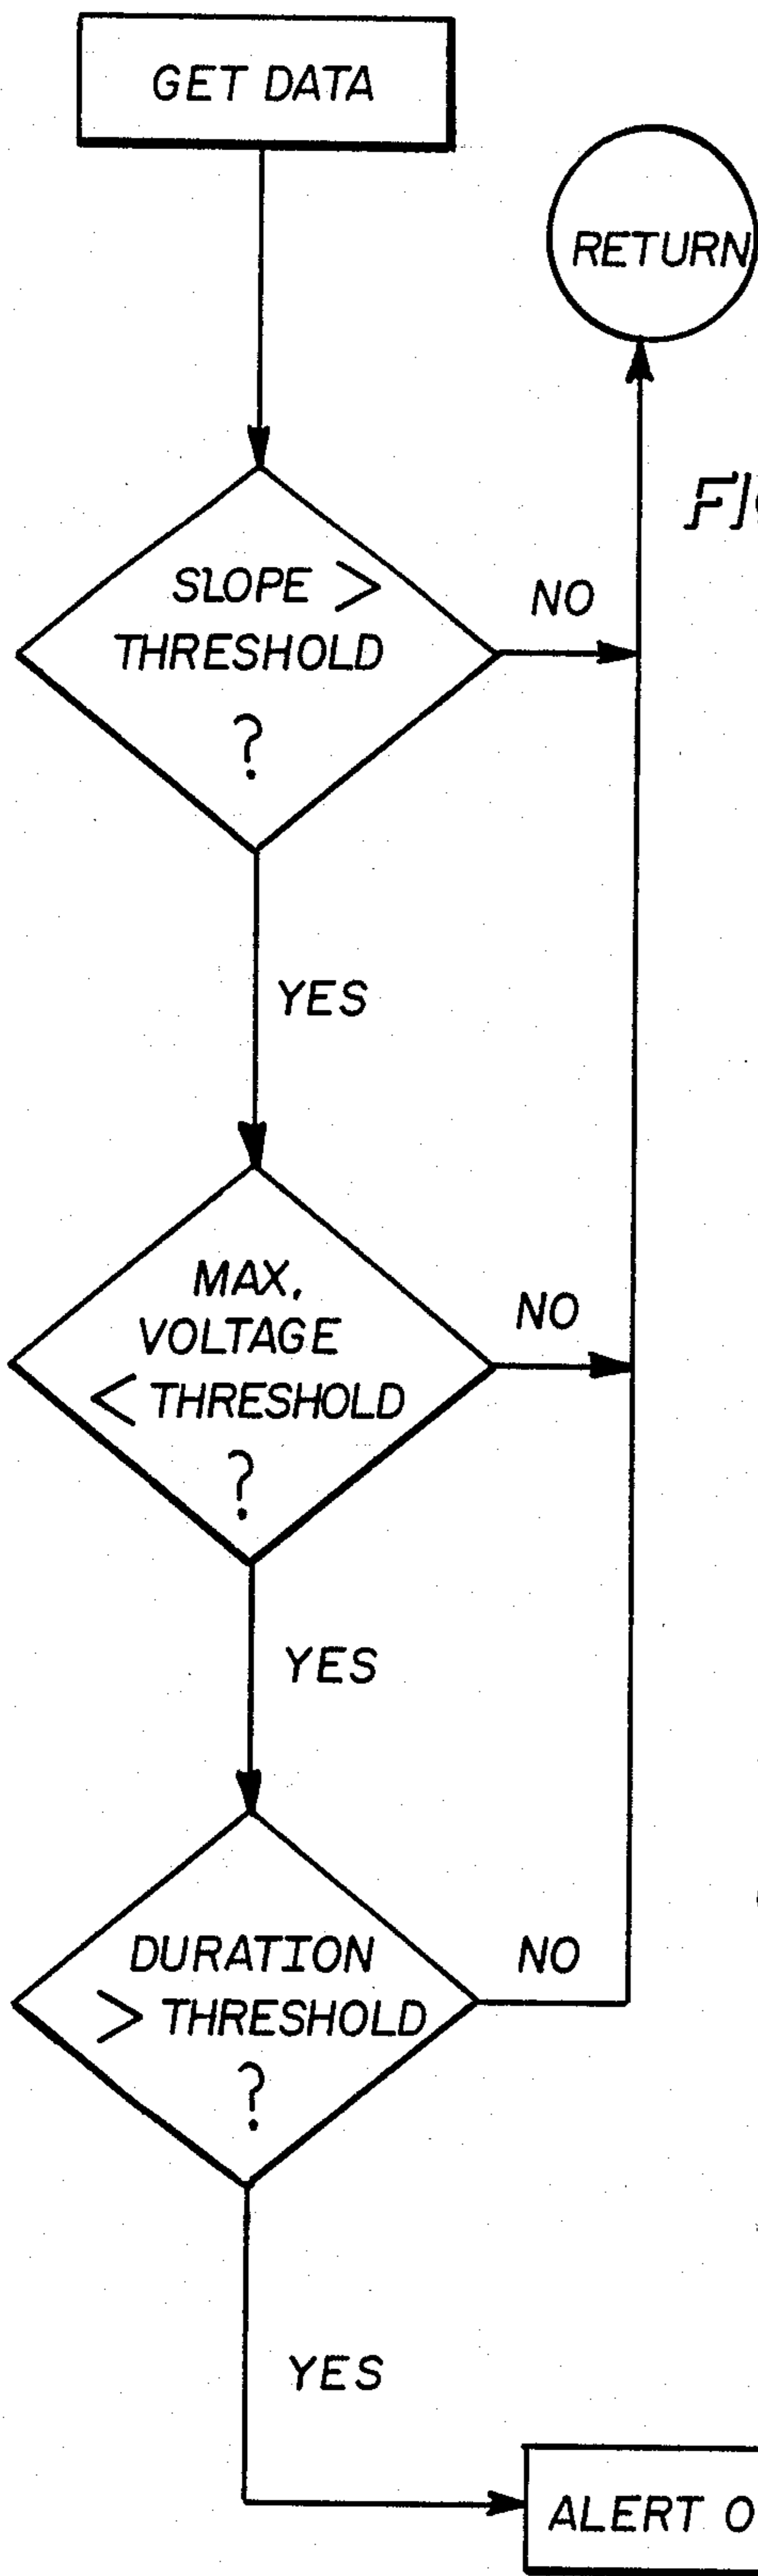 GET DATA
RETURN
SLOPE >
THRESHOLD
?
NO
YES
MAX.
VOLTAGE
< THRESHOLD
?
NO
YES
DURATION
> THRESHOLD
?
NO
YES
ALERT